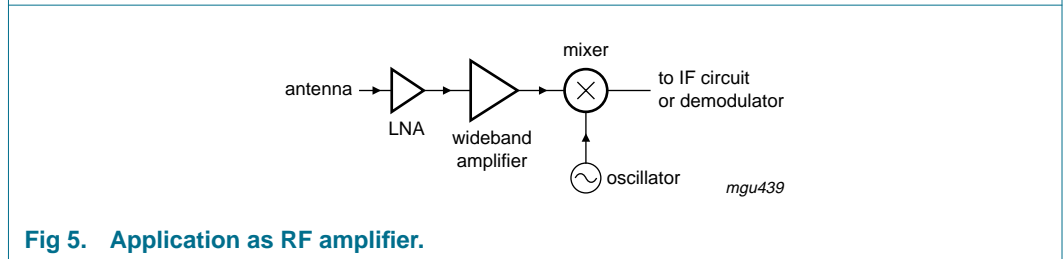 mixer
antenna
LNA
wideband
amplifier
to IF circuit
or demodulator
oscillator
mgu439
Fig 5. Application as RF amplifier.